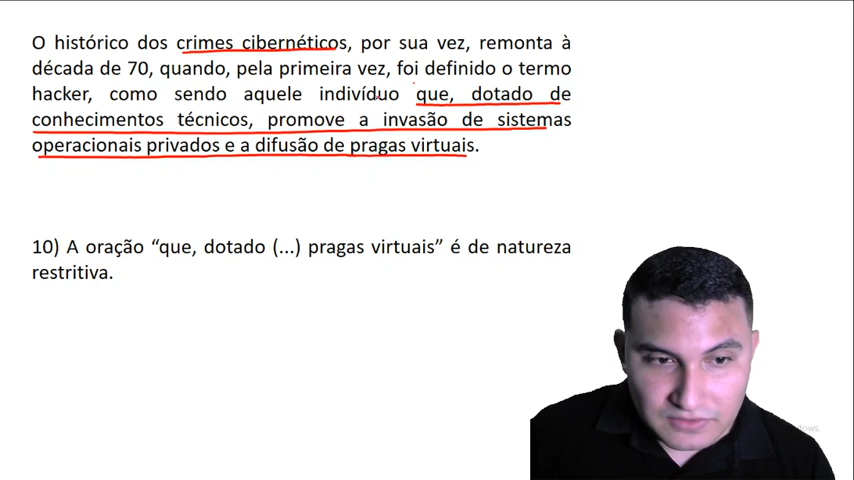 O histórico dos crimes cibernéticos, por sua vez, remonta à
década de 70, quando, pela primeira vez, foi definido o termo
hacker, como sendo aquele indivíduo que, dotado de
conhecimentos técnicos, promove a invasão de sistemas
operacionais privados e a difusão de pragas virtuais.
10) A oração “que, dotado (...) pragas virtuais” é de natureza
restritiva.